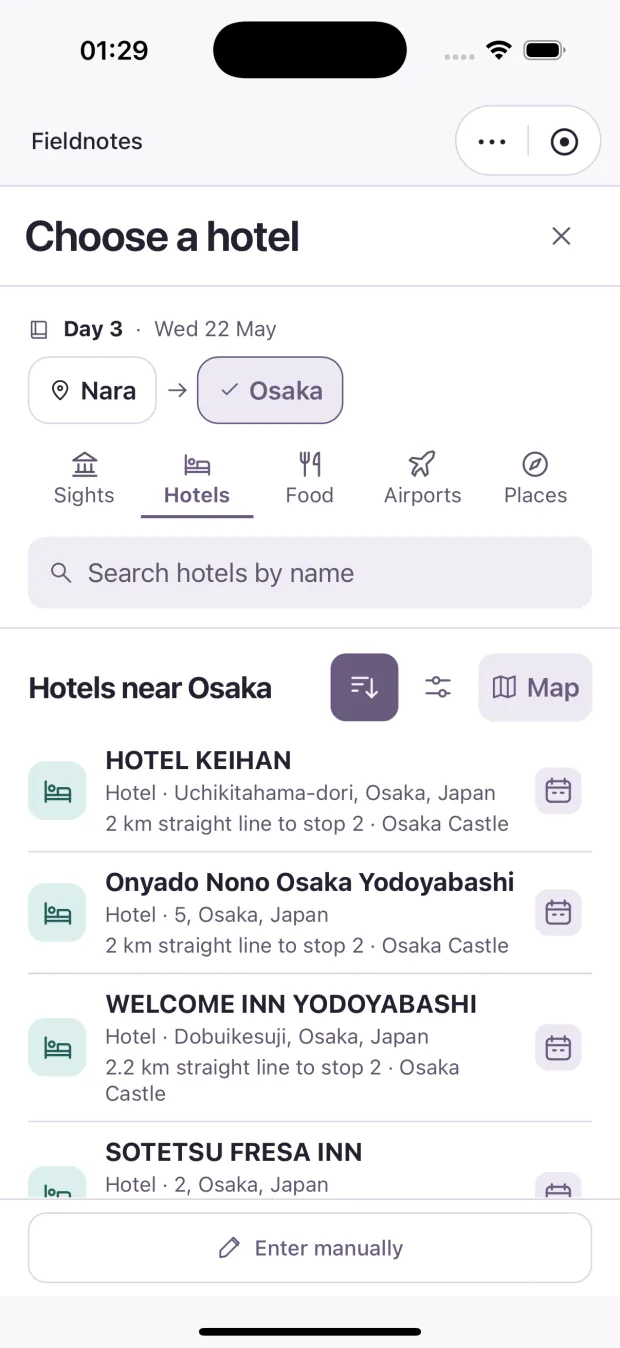 01:29
Fieldnotes
Choose a hotel
Day 3 · Wed 22 May
Nara → Osaka
Sights Hotels Food Airports Places
Search hotels by name
Hotels near Osaka Map
HOTEL KEIHAN
Hotel · Uchikitahama-dori, Osaka, Japan
2 km straight line to stop 2 · Osaka Castle
Onyado Nono Osaka Yodoyabashi
Hotel · 5, Osaka, Japan
2 km straight line to stop 2 · Osaka Castle
WELCOME INN YODOYABASHI
Hotel · Dobuikesuji, Osaka, Japan
2.2 km straight line to stop 2 · Osaka
Castle
SOTETSU FRESA INN
Hotel · 2, Osaka, Japan
Enter manually